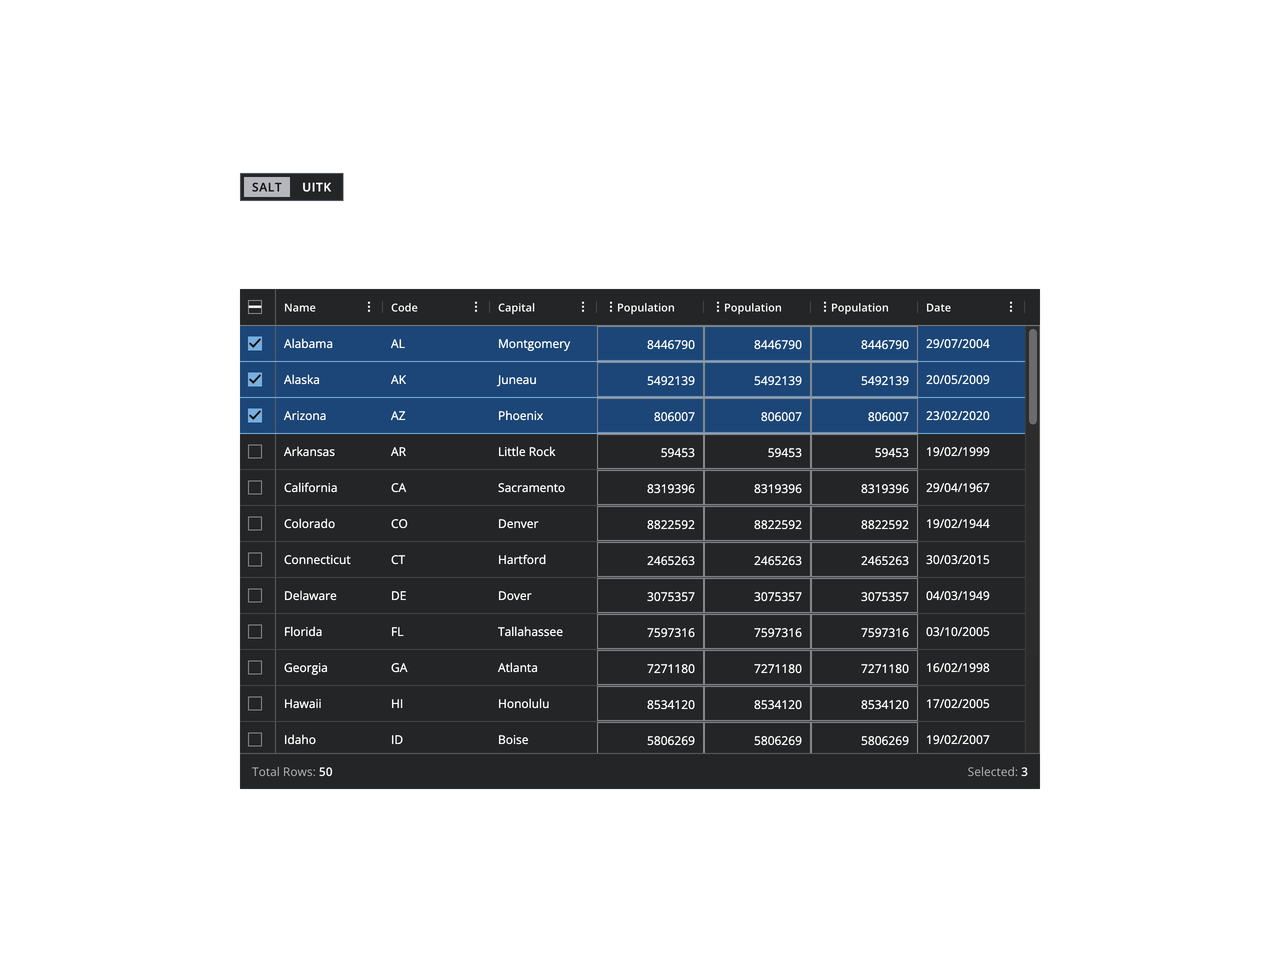 SALT UITK
Name Code Capital Population Population Population Date
Alabama AL Montgomery 8446790 8446790 8446790 29/07/2004
Alaska AK Juneau 5492139 5492139 5492139 20/05/2009
Arizona AZ Phoenix 806007 806007 806007 23/02/2020
Arkansas AR Little Rock 59453 59453 59453 19/02/1999
California CA Sacramento 8319396 8319396 8319396 29/04/1967
Colorado CO Denver 8822592 8822592 8822592 19/02/1944
Connecticut CT Hartford 2465263 2465263 2465263 30/03/2015
Delaware DE Dover 3075357 3075357 3075357 04/03/1949
Florida FL Tallahassee 7597316 7597316 7597316 03/10/2005
Georgia GA Atlanta 7271180 7271180 7271180 16/02/1998
Hawaii HI Honolulu 8534120 8534120 8534120 17/02/2005
Idaho ID Boise 5806269 5806269 5806269 19/02/2007
Total Rows: 50 Selected: 3